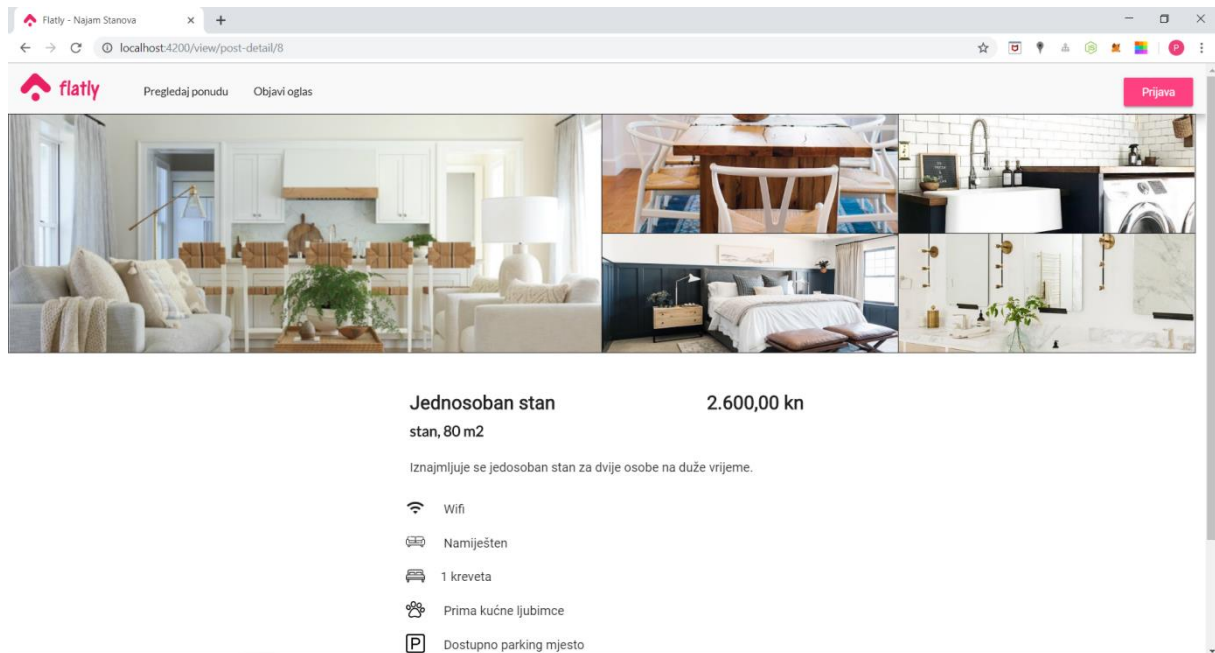 Flatly - Najam Stanova
localhost:4200/view/post-detail/8
P
flatly
Pregledaj ponudu Objavi oglas
Prijava
Jednosoban stan 2.600,00 kn
stan, 80 m2
Iznajmljuje se jedosoban stan za dvije osobe na duže vrijeme.
Wifi
Namiješten
1 kreveta
Prima kućne ljubimce
P Dostupno parking mjesto